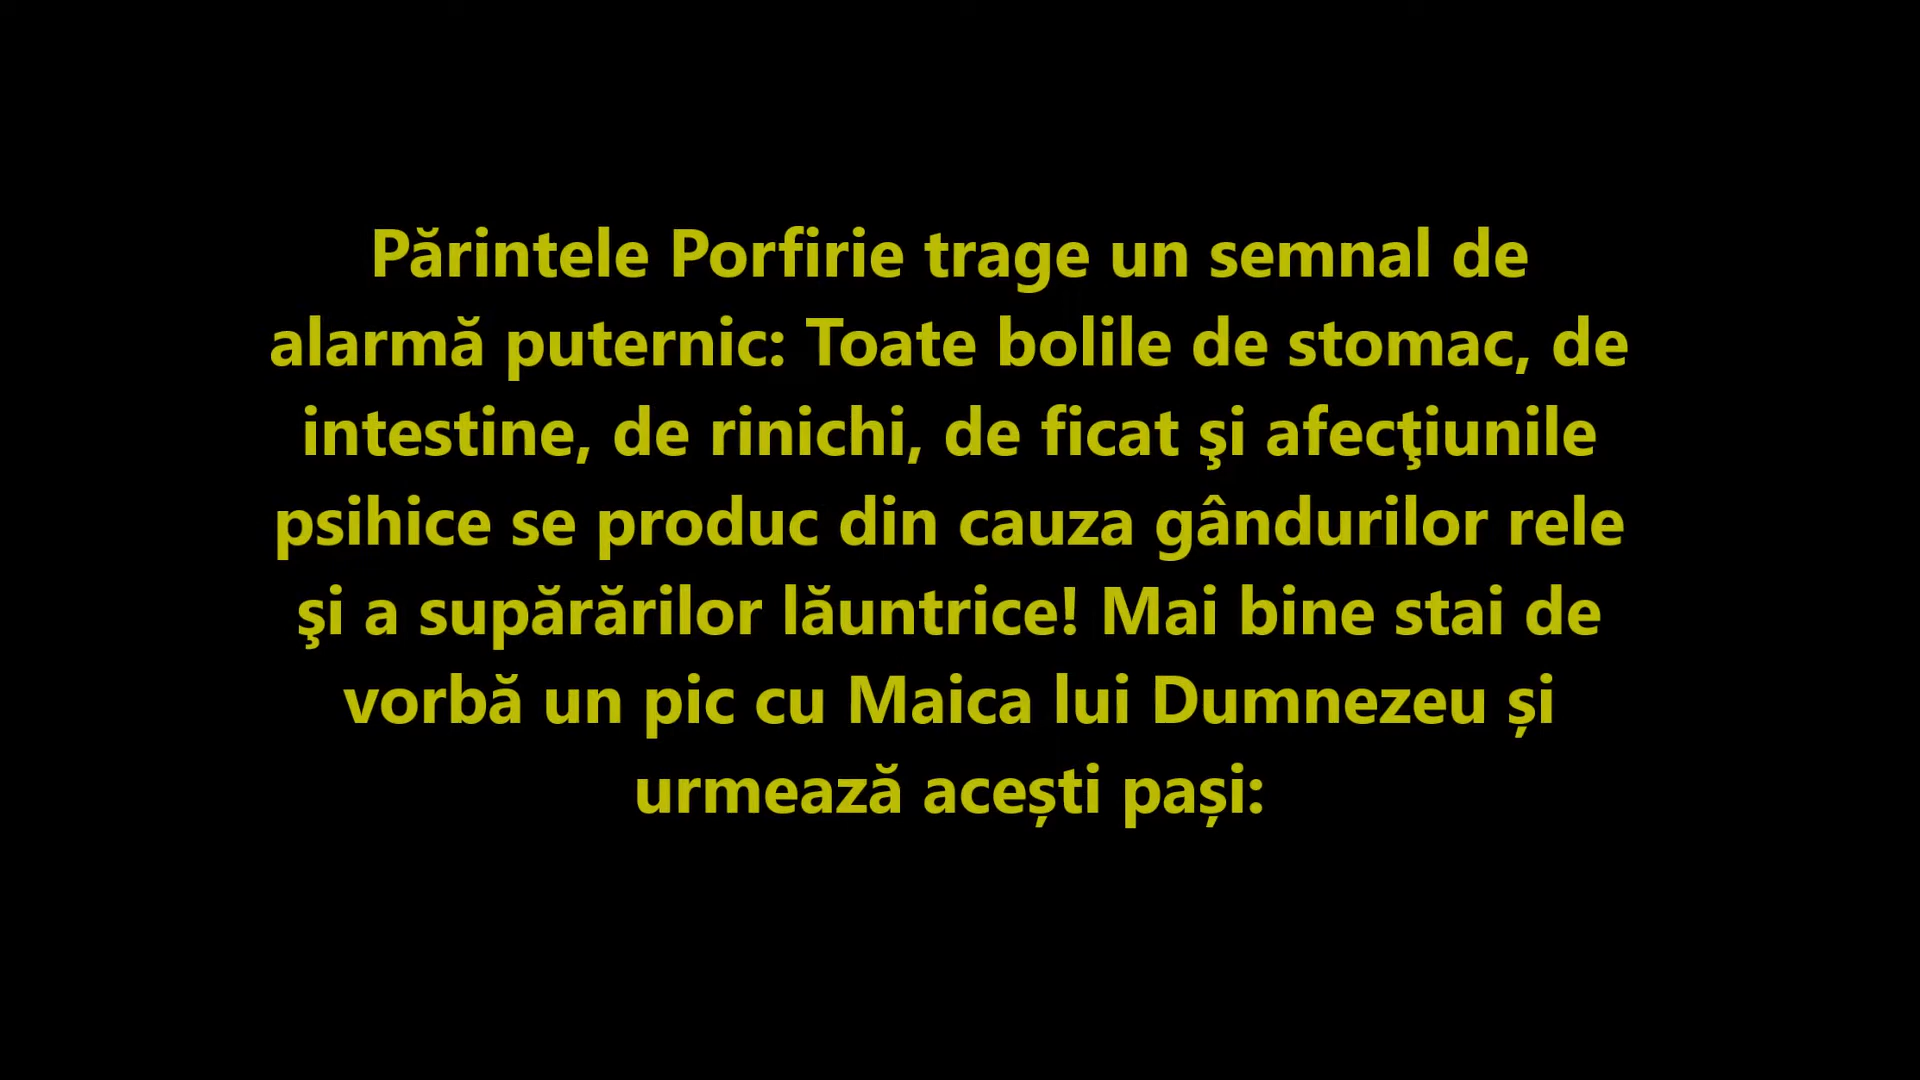 Părintele Porfirie trage un semnal de
alarmă puternic: Toate bolile de stomac, de
intestine, de rinichi, de ficat şi afecţiunile
psihice se produc din cauza gândurilor rele
şi a supărărilor lăuntrice! Mai bine stai de
vorbă un pic cu Maica lui Dumnezeu și
urmează acești pași: